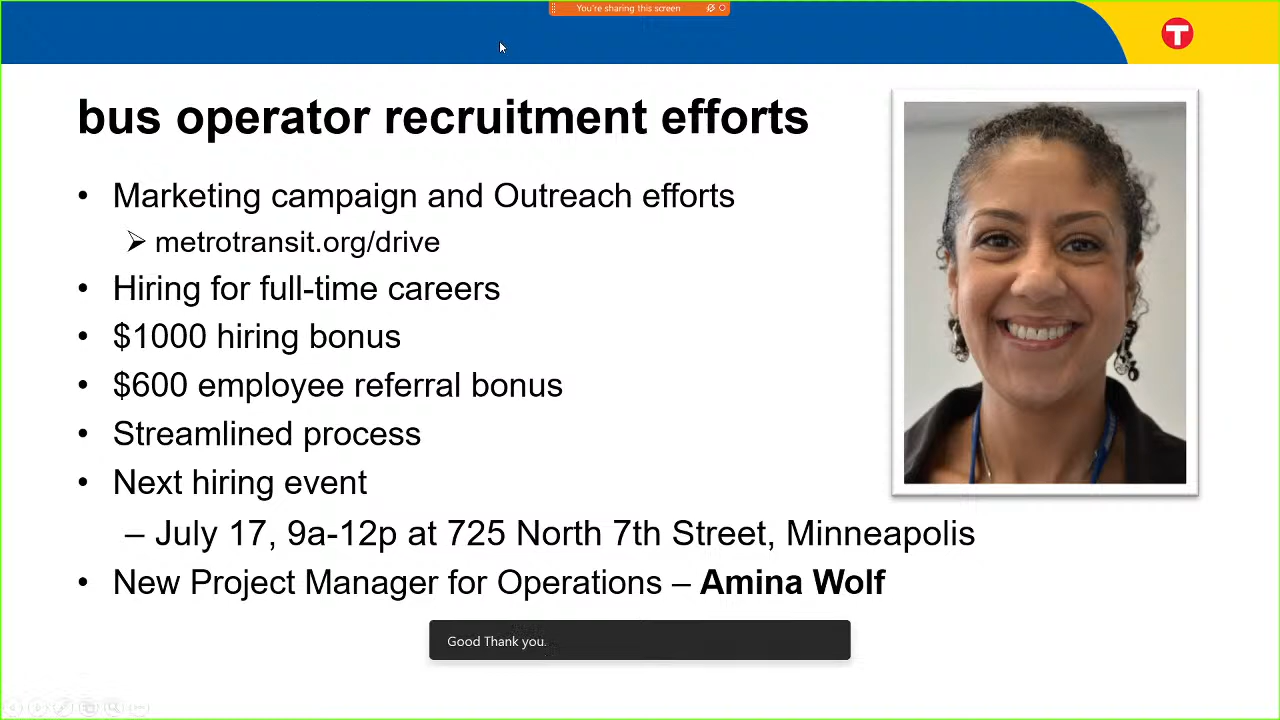 You're sharing this screen
T
bus operator recruitment efforts
• Marketing campaign and Outreach efforts
➢ metrotransit.org/drive
• Hiring for full-time careers
• $1000 hiring bonus
• $600 employee referral bonus
• Streamlined process
• Next hiring event
– July 17, 9a-12p at 725 North 7th Street, Minneapolis
• New Project Manager for Operations – Amina Wolf
Good Thank you.